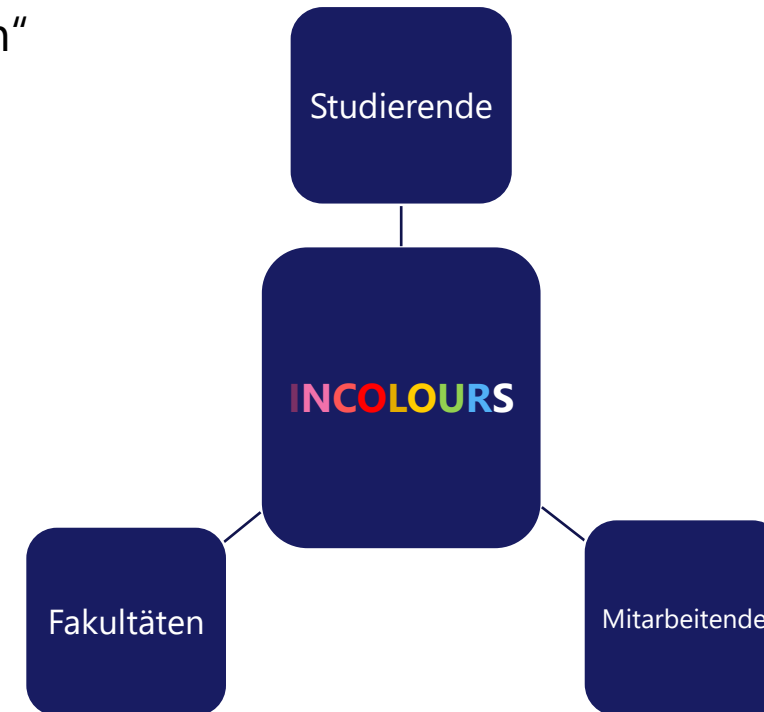 n“
Studierende
INCOLOURS
Fakultäten
Mitarbeitende